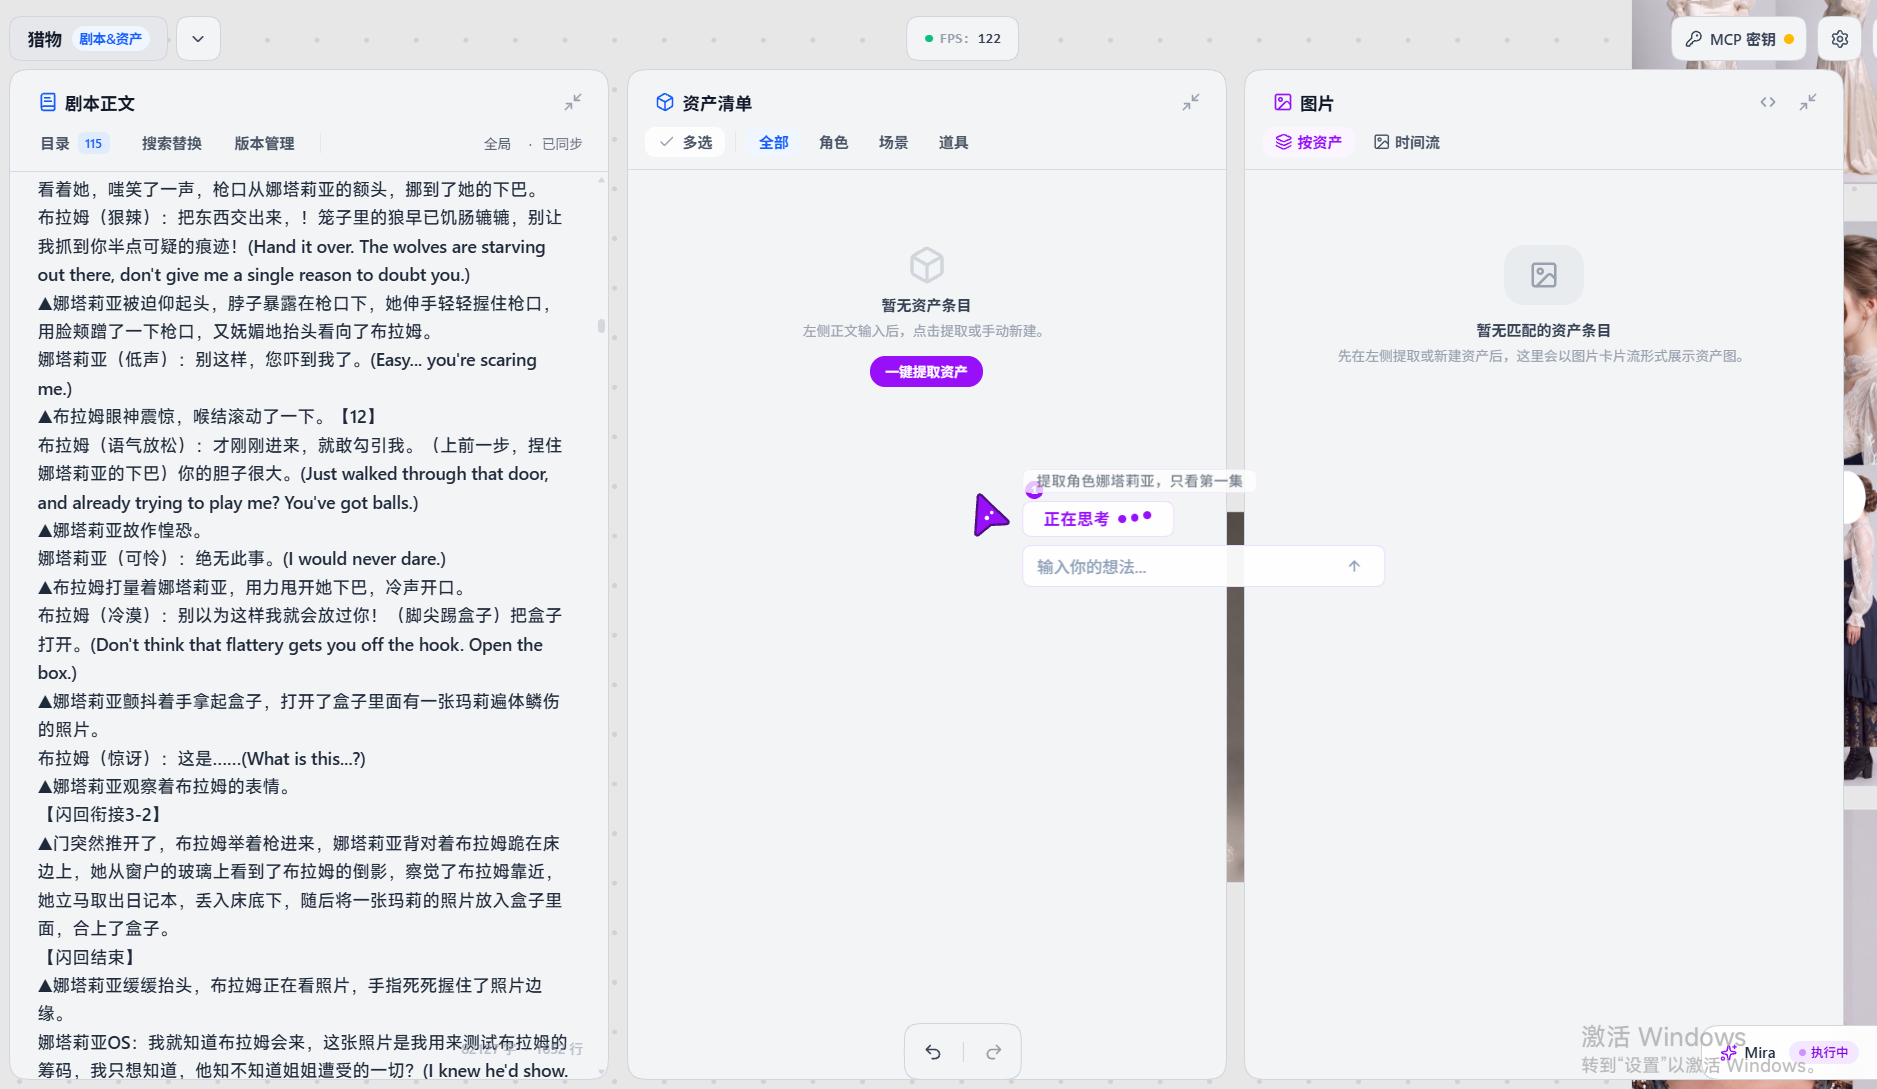 猎物 剧本&资产
FPS: 122
MCP 密钥
剧本正文
目录 115 搜索替换 版本管理 全局 · 已同步
看着她，嗤笑了一声，枪口从娜塔莉亚的额头，挪到了她的下巴。
布拉姆（狠辣）：把东西交出来，！笼子里的狼早已饥肠辘辘，别让
我抓到你半点可疑的痕迹！(Hand it over. The wolves are starving
out there, don't give me a single reason to doubt you.)
▲娜塔莉亚被迫仰起头，脖子暴露在枪口下，她伸手轻轻握住枪口，
用脸颊蹭了一下枪口，又妩媚地抬头看向了布拉姆。
娜塔莉亚（低声）：别这样，您吓到我了。(Easy... you're scaring
me.)
▲布拉姆眼神震惊，喉结滚动了一下。【12】
布拉姆（语气放松）：才刚刚进来，就敢勾引我。（上前一步，捏住
娜塔莉亚的下巴）你的胆子很大。(Just walked through that door,
and already trying to play me? You've got balls.)
▲娜塔莉亚故作惶恐。
娜塔莉亚（可怜）：绝无此事。(I would never dare.)
▲布拉姆打量着娜塔莉亚，用力甩开她下巴，冷声开口。
布拉姆（冷漠）：别以为这样我就会放过你！（脚尖踢盒子）把盒子
打开。(Don't think that flattery gets you off the hook. Open the
box.)
▲娜塔莉亚颤抖着手拿起盒子，打开了盒子里面有一张玛莉遍体鳞伤
的照片。
布拉姆（惊讶）：这是......(What is this...?)
▲娜塔莉亚观察着布拉姆的表情。
【闪回衔接3-2】
▲门突然推开了，布拉姆举着枪进来，娜塔莉亚背对着布拉姆跪在床
边上，她从窗户的玻璃上看到了布拉姆的倒影，察觉了布拉姆靠近，
她立马取出日记本，丢入床底下，随后将一张玛莉的照片放入盒子里
面，合上了盒子。
【闪回结束】
▲娜塔莉亚缓缓抬头，布拉姆正在看照片，手指死死握住了照片边
缘。
娜塔莉亚OS：我就知道布拉姆会来，这张照片是我用来测试布拉姆的
筹码，我只想知道，他知不知道姐姐遭受的一切？(I knew he'd show.
资产清单
多选 全部 角色 场景 道具
暂无资产条目
左侧正文输入后，点击提取或手动新建。
一键提取资产
提取角色娜塔莉亚，只看第一集
正在思考
输入你的想法...
图片
按资产 时间流
暂无匹配的资产条目
先在左侧提取或新建资产后，这里会以图片卡片流形式展示资产图。
激活 Windows
转到“设置”以激活 Windows。
Mira 执行中